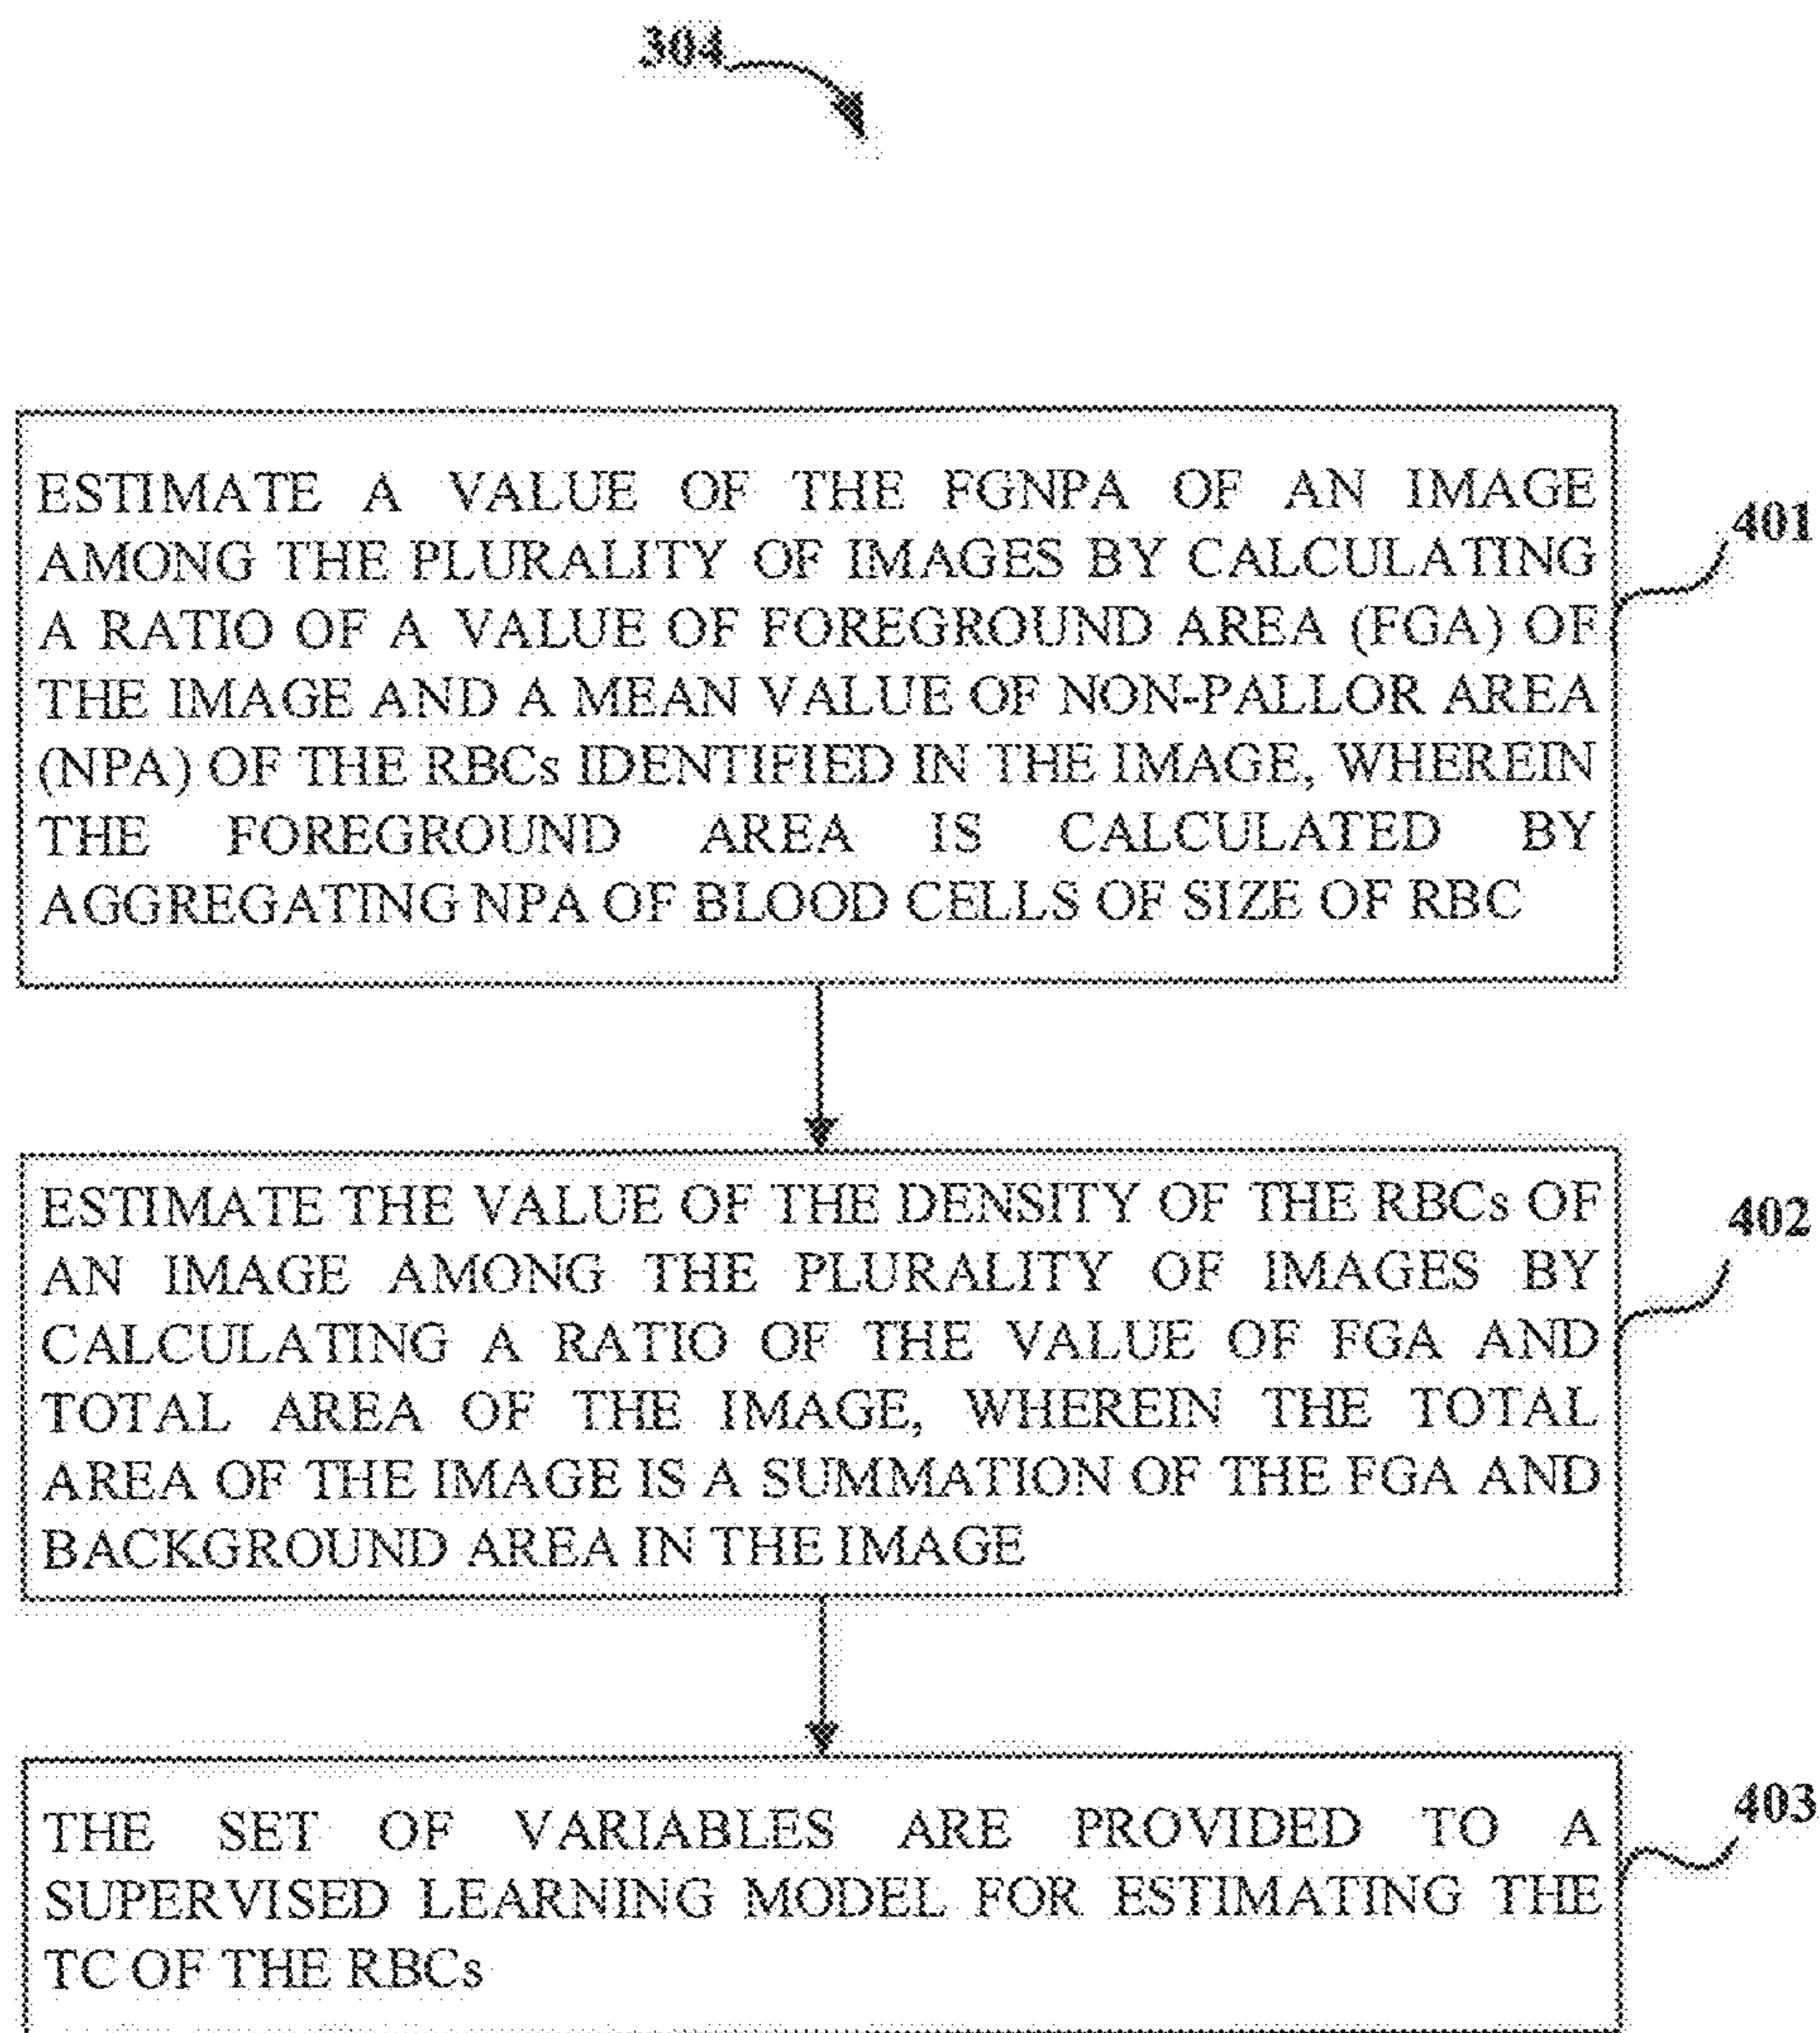 304
ESTIMATE A VALUE OF THE FGNPA OF AN IMAGE
AMONG THE PLURALITY OF IMAGES BY CALCULATING
A RATIO OF A VALUE OF FOREGROUND AREA (FGA) OF
THE IMAGE AND A MEAN VALUE OF NON-PALLOR AREA
(NPA) OF THE RBCs IDENTIFIED IN THE IMAGE, WHEREIN
THE FOREGROUND AREA IS CALCULATED BY
AGGREGATING NPA OF BLOOD CELLS OF SIZE OF RBC
401
ESTIMATE THE VALUE OF THE DENSITY OF THE RBCs OF
AN IMAGE AMONG THE PLURALITY OF IMAGES BY
CALCULATING A RATIO OF THE VALUE OF FGA AND
TOTAL AREA OF THE IMAGE, WHEREIN THE TOTAL
AREA OF THE IMAGE IS A SUMMATION OF THE FGA AND
BACKGROUND AREA IN THE IMAGE
402
THE SET OF VARIABLES ARE PROVIDED TO A
SUPERVISED LEARNING MODEL FOR ESTIMATING THE
TC OF THE RBCs
403